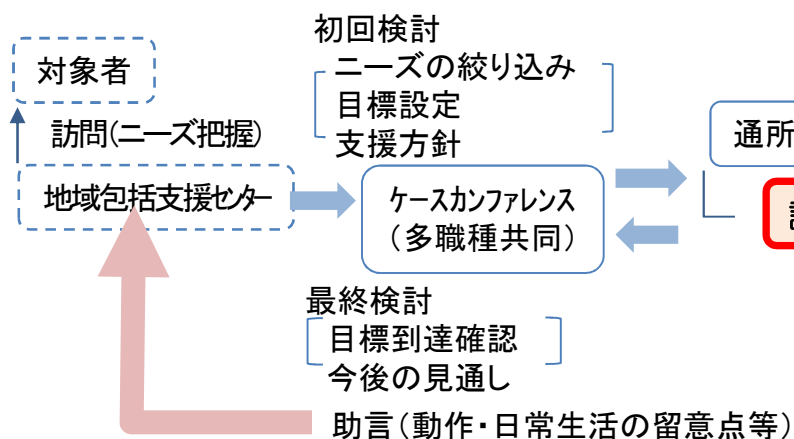 初回検討
ニーズの絞り込み
目標設定
支援方針
対象者
訪問(ニーズ把握)
地域包括支援センター
ケースカンファレンス
（多職種共同）
通所
最終検討
目標到達確認
今後の見通し
助言（動作・日常生活の留意点等）